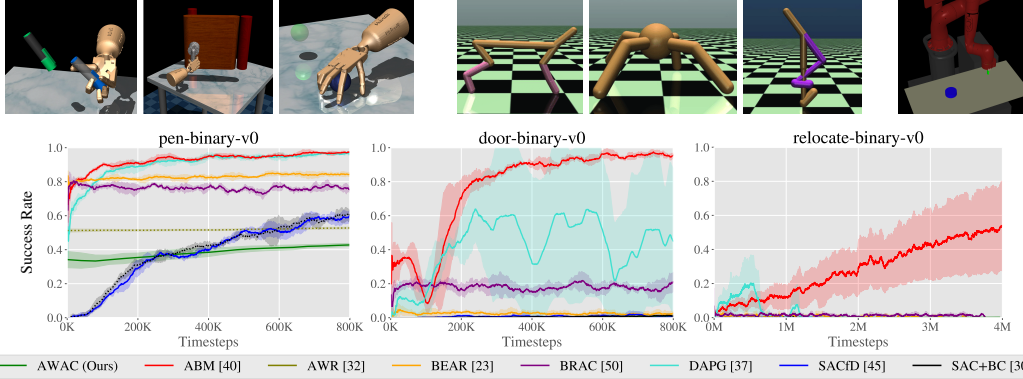 pen-binary-v0
door-binary-v0
relocate-binary-v0
Success Rate
1.0
0.8
0.6
0.4
0.2
0.0
0K
200K
400K
600K
800K
Timesteps
1.0
0.8
0.6
0.4
0.2
0.0
0K
200K
400K
600K
800K
Timesteps
1.0
0.8
0.6
0.4
0.2
0.0
0M
1M
2M
3M
4M
Timesteps
AWAC (Ours) ABM [40] AWR [32] BEAR [23] BRAC [50] DAPG [37] SACfD [45] SAC+BC